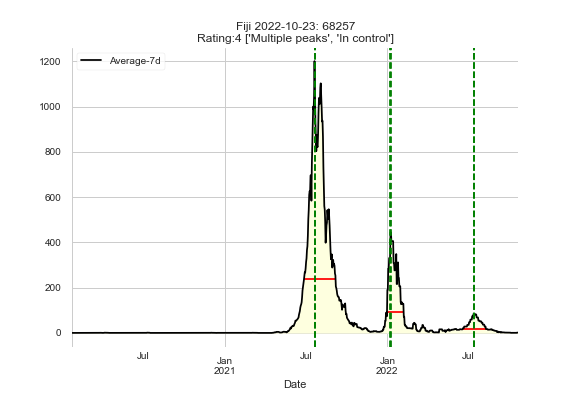 Fiji 2022-10-23: 68257
Rating:4 ['Multiple peaks', 'In control']
Average-7d
1200
1000
800
600
400
200
0
Jul
Jan
2021
Jul
Jan
2022
Jul
Date